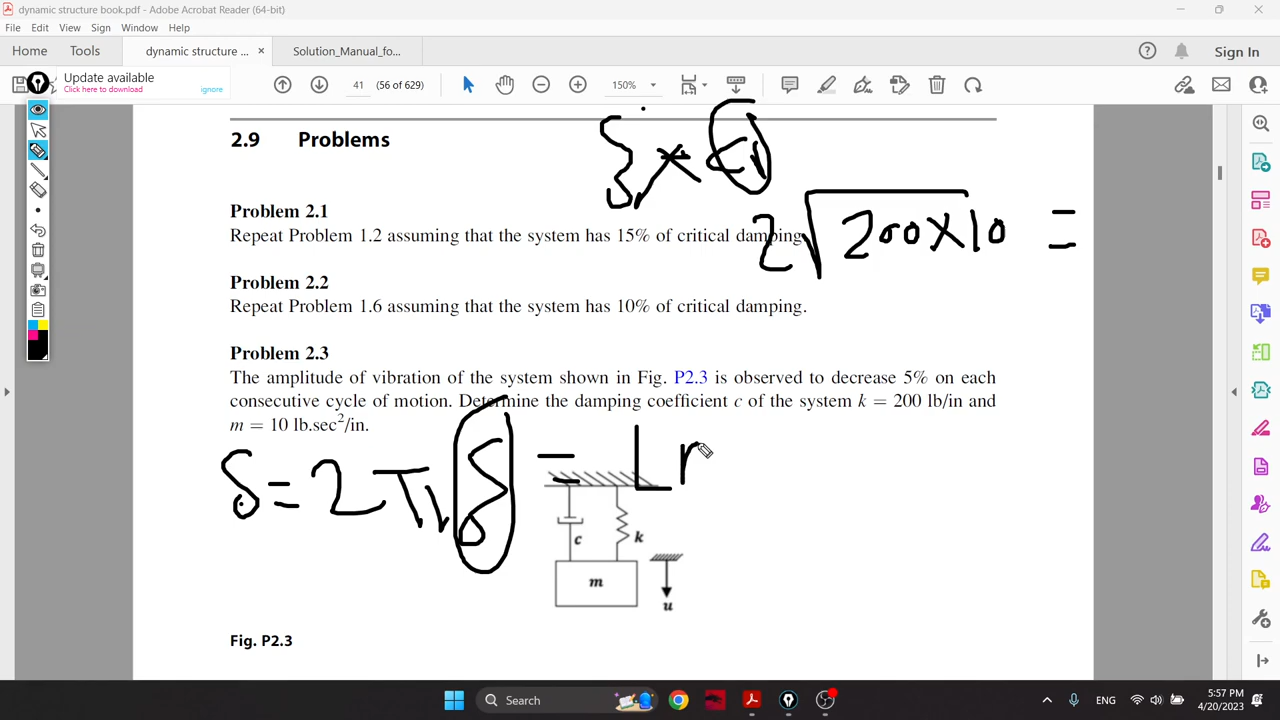 dynamic structure book.pdf - Adobe Acrobat Reader (64-bit)
File Edit View Sign Window Help
Home Tools dynamic structure ... × Solution_Manual_fo... Sign In
Update available
Click here to download ignore
41 (56 of 629) 150%
2.9 Problems
ξ × Cr
2√200×10 =
Problem 2.1
Repeat Problem 1.2 assuming that the system has 15% of critical damping.
Problem 2.2
Repeat Problem 1.6 assuming that the system has 10% of critical damping.
Problem 2.3
The amplitude of vibration of the system shown in Fig. P2.3 is observed to decrease 5% on each
consecutive cycle of motion. Determine the damping coefficient c of the system k = 200 lb/in and
m = 10 lb.sec²/in.
δ = 2π ξ = Ln
c k
m
u
Fig. P2.3
Search
ENG
5:57 PM
4/20/2023